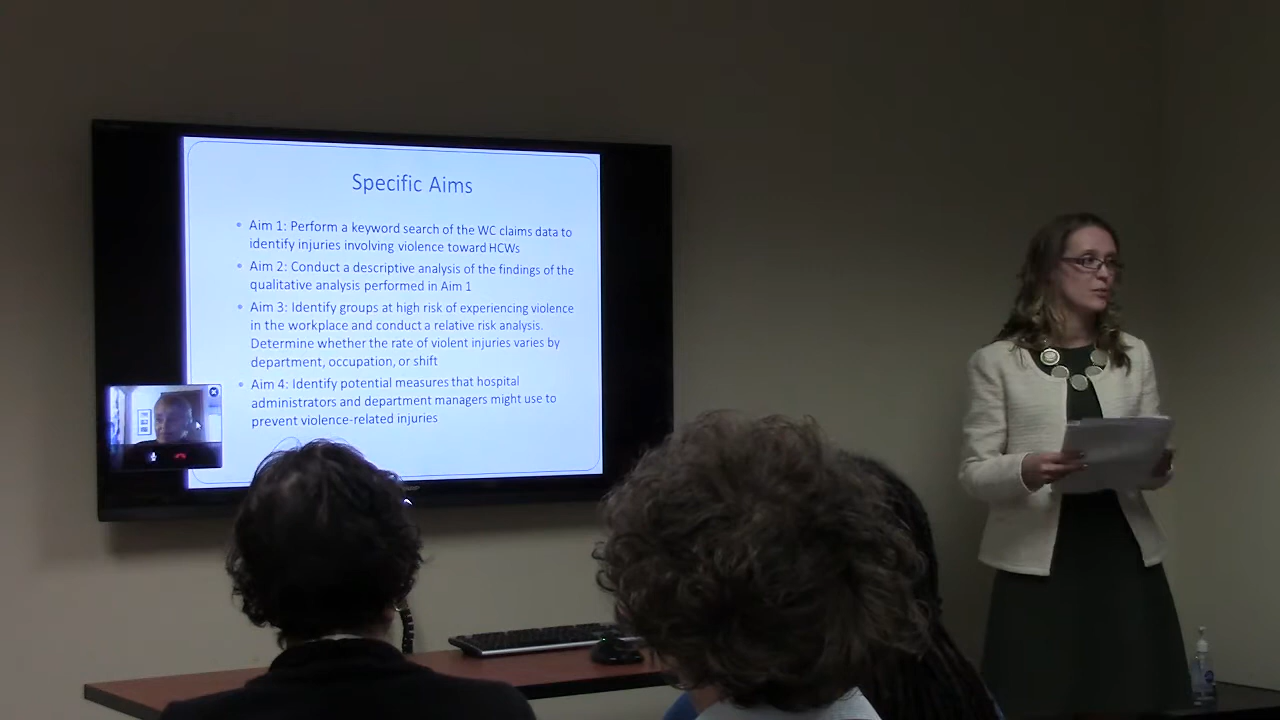 Specific Aims
• Aim 1: Perform a keyword search of the WC claims data to
identify injuries involving violence toward HCWs
• Aim 2: Conduct a descriptive analysis of the findings of the
qualitative analysis performed in Aim 1
• Aim 3: Identify groups at high risk of experiencing violence
in the workplace and conduct a relative risk analysis.
Determine whether the rate of violent injuries varies by
department, occupation, or shift
• Aim 4: Identify potential measures that hospital
administrators and department managers might use to
prevent violence-related injuries